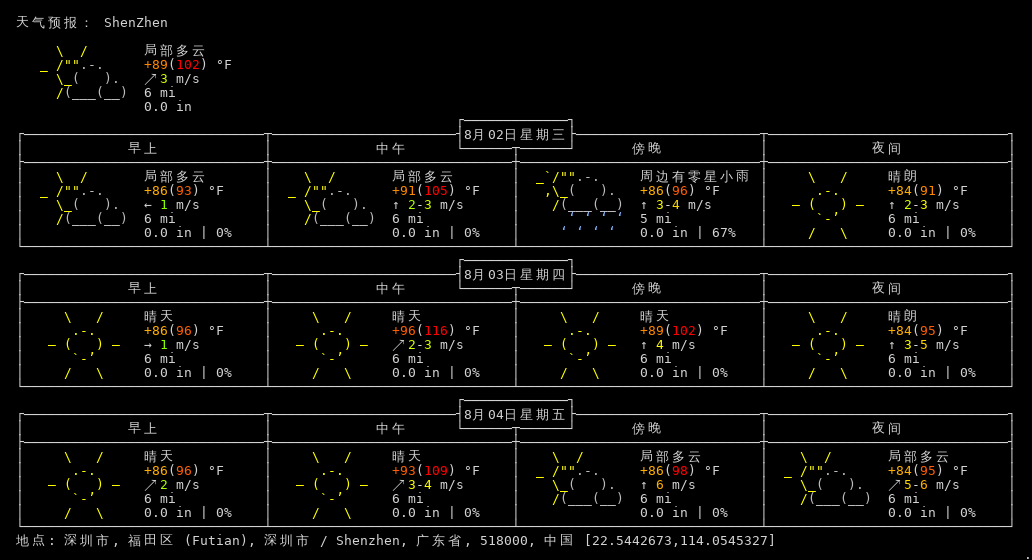 天气预报： ShenZhen
局部多云
+89(102) °F
↗3 m/s
6 mi
0.0 in
8月02日星期三
早上 中午 傍晚 夜间
局部多云 局部多云 周边有零星小雨 晴朗
+86(93) °F +91(105) °F +86(96) °F +84(91) °F
← 1 m/s ↑ 2-3 m/s ↑ 3-4 m/s ↑ 2-3 m/s
6 mi 6 mi 5 mi 6 mi
0.0 in | 0% 0.0 in | 0% 0.0 in | 67% 0.0 in | 0%
8月03日星期四
早上 中午 傍晚 夜间
晴天 晴天 晴天 晴朗
+86(96) °F +96(116) °F +89(102) °F +84(95) °F
→ 1 m/s ↗2-3 m/s ↑ 4 m/s ↑ 3-5 m/s
6 mi 6 mi 6 mi 6 mi
0.0 in | 0% 0.0 in | 0% 0.0 in | 0% 0.0 in | 0%
8月04日星期五
早上 中午 傍晚 夜间
晴天 晴天 局部多云 局部多云
+86(96) °F +93(109) °F +86(98) °F +84(95) °F
↗2 m/s ↗3-4 m/s ↑ 6 m/s ↗5-6 m/s
6 mi 6 mi 6 mi 6 mi
0.0 in | 0% 0.0 in | 0% 0.0 in | 0% 0.0 in | 0%
地点: 深圳市, 福田区 (Futian), 深圳市 / Shenzhen, 广东省, 518000, 中国 [22.5442673,114.0545327]